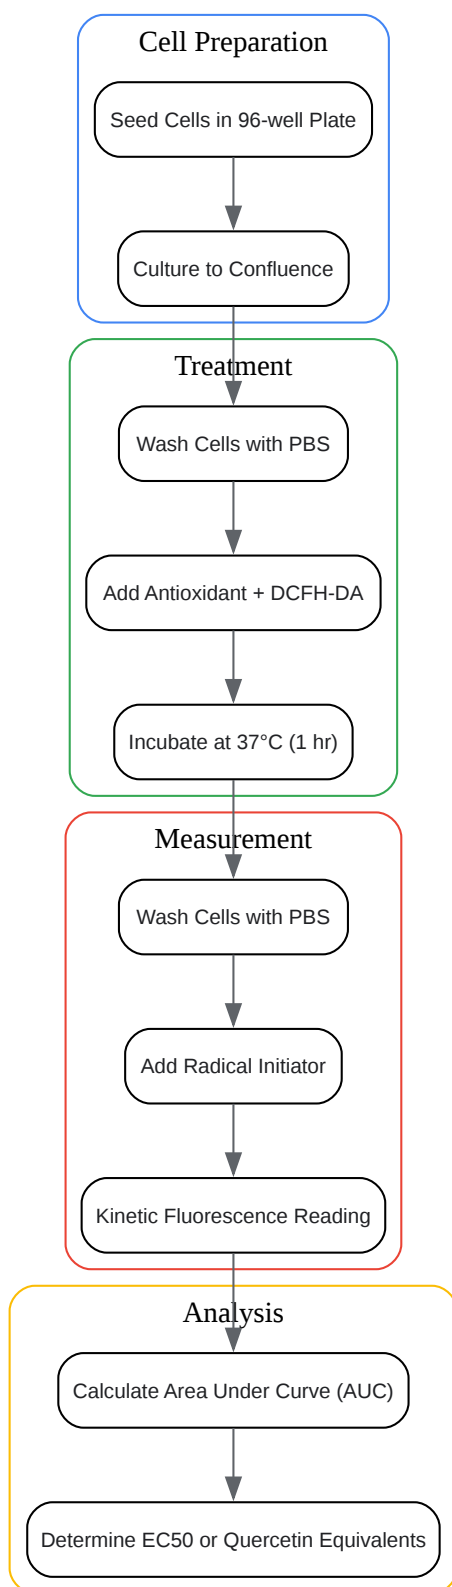 Cell Preparation
Seed Cells in 96-well Plate
Culture to Confluence
Treatment
Wash Cells with PBS
Add Antioxidant + DCFH-DA
Incubate at 37°C (1 hr)
Measurement
Wash Cells with PBS
Add Radical Initiator
Kinetic Fluorescence Reading
Analysis
Calculate Area Under Curve (AUC)
Determine EC50 or Quercetin Equivalents